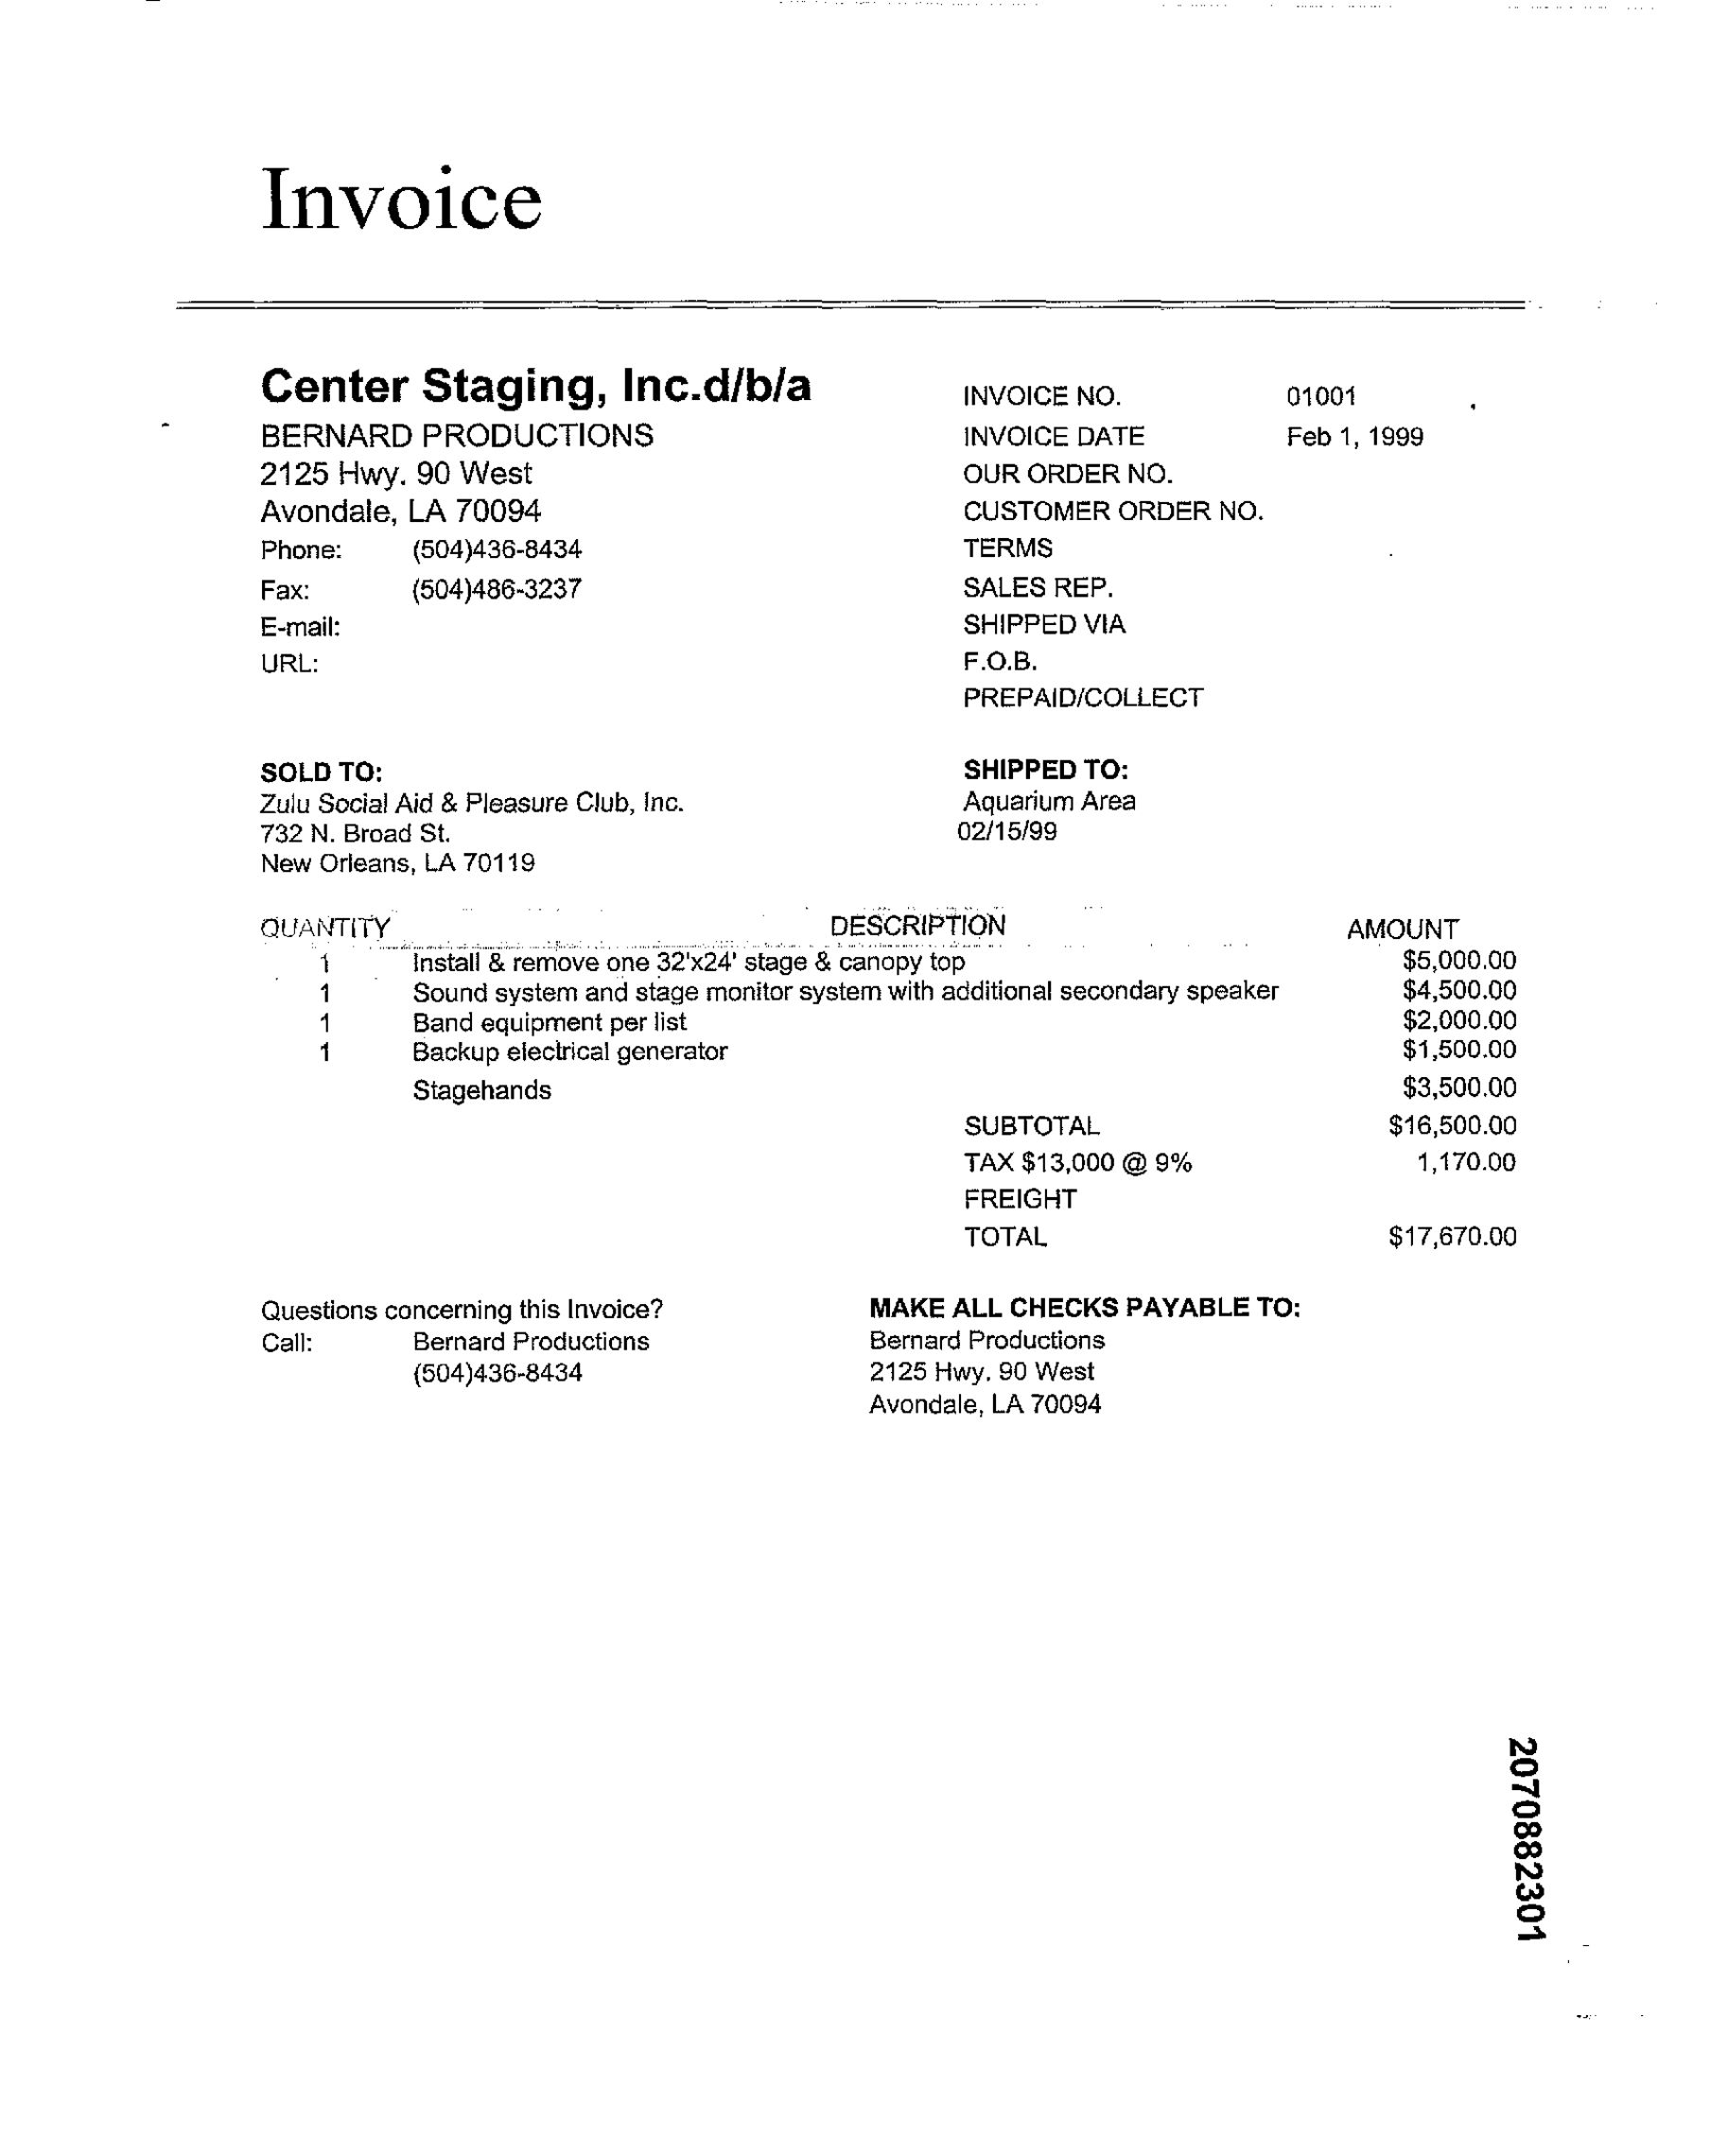 Invoice
Center Staging, Inc.d/b/a
BERNARD PRODUCTIONS
2125 Hwy. 90 West
Avondale, LA 70094
Phone: (504)436-8434
Fax: (504)486-3237
E-mail:
URL:
INVOICE NO. 01001
INVOICE DATE Feb 1, 1999
OUR ORDER NO.
CUSTOMER ORDER NO.
TERMS
SALES REP.
SHIPPED VIA
F.O.B.
PREPAID/COLLECT
SOLD TO:
Zulu Social Aid & Pleasure Club, Inc.
732 N. Broad St.
New Orleans, LA 70119
SHIPPED TO:
Aquarium Area
02/15/99
QUANTITY DESCRIPTION AMOUNT
1 Install & remove one 32'x24' stage & canopy top $5,000.00
1 Sound system and stage monitor system with additional secondary speaker $4,500.00
1 Band equipment per list $2,000.00
1 Backup electrical generator $1,500.00
Stagehands $3,500.00
SUBTOTAL $16,500.00
TAX $13,000 @ 9% 1,170.00
FREIGHT
TOTAL $17,670.00
Questions concerning this Invoice?
Call: Bernard Productions
(504)436-8434
MAKE ALL CHECKS PAYABLE TO:
Bernard Productions
2125 Hwy. 90 West
Avondale, LA 70094
2070882301